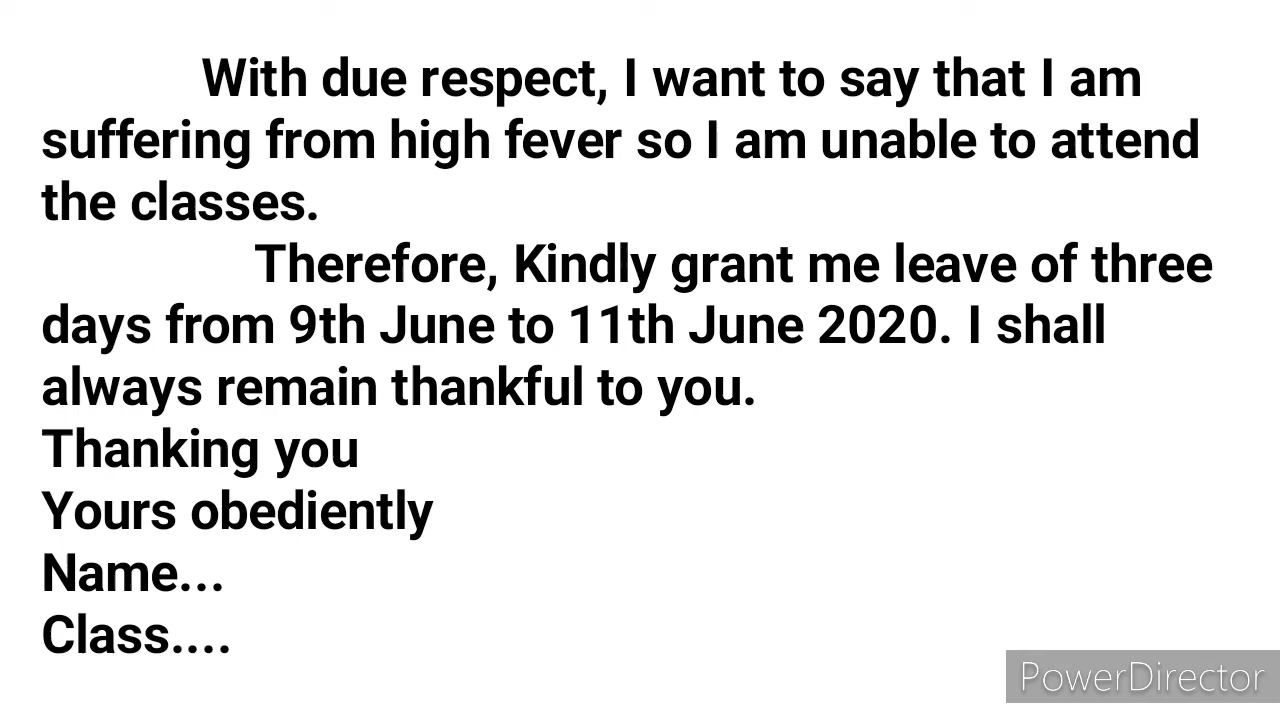 With due respect, I want to say that I am
suffering from high fever so I am unable to attend
the classes.
Therefore, Kindly grant me leave of three
days from 9th June to 11th June 2020. I shall
always remain thankful to you.
Thanking you
Yours obediently
Name...
Class....
PowerDirector